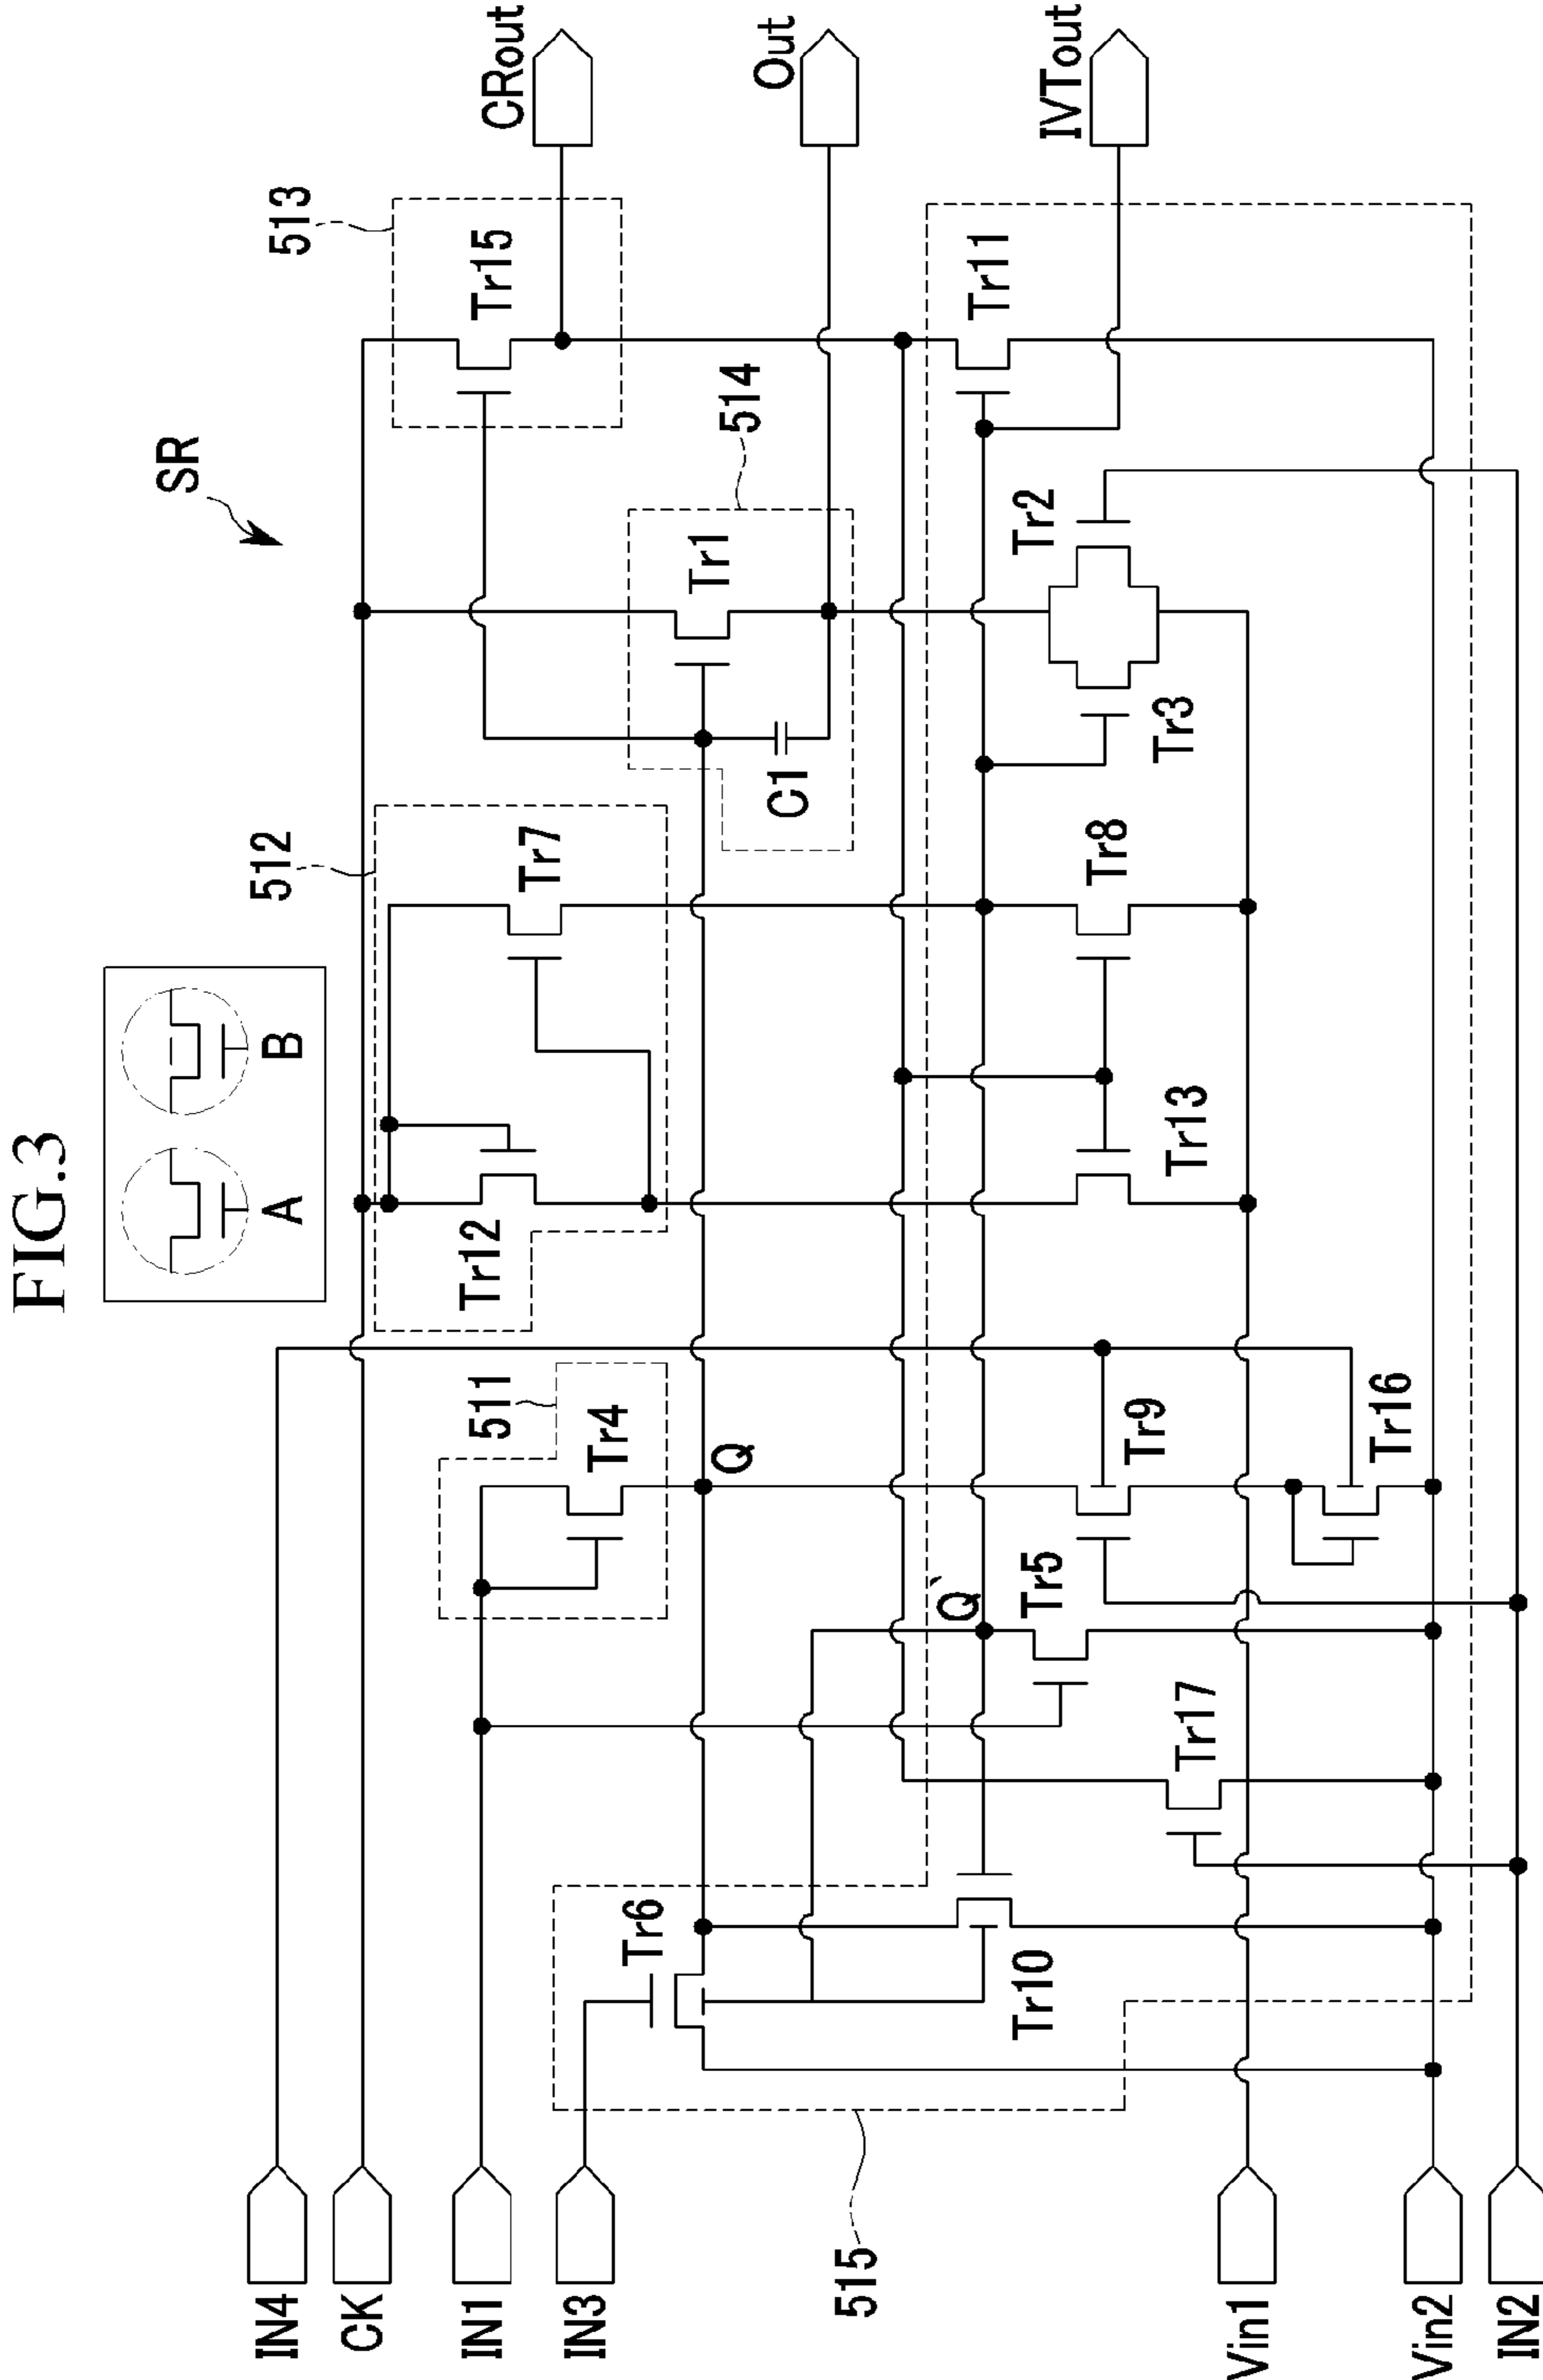 FIG.3
A
B
SR
512
513
511
514
515
CRout
Out
IVTout
Tr15
Tr1
Tr7
Tr12
Tr4
C1
Q
Q`
Tr6
Tr11
Tr2
Tr3
Tr8
Tr13
Tr9
Tr16
Tr5
Tr17
Tr10
IN4
CK
IN1
IN3
Vin1
Vin2
IN2